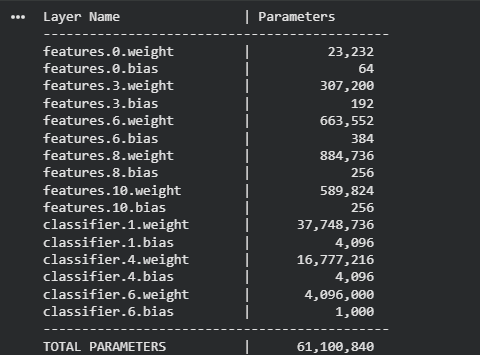 ••• Layer Name | Parameters
-------------------------------------------
features.0.weight | 23,232
features.0.bias | 64
features.3.weight | 307,200
features.3.bias | 192
features.6.weight | 663,552
features.6.bias | 384
features.8.weight | 884,736
features.8.bias | 256
features.10.weight | 589,824
features.10.bias | 256
classifier.1.weight | 37,748,736
classifier.1.bias | 4,096
classifier.4.weight | 16,777,216
classifier.4.bias | 4,096
classifier.6.weight | 4,096,000
classifier.6.bias | 1,000
-------------------------------------------
TOTAL PARAMETERS | 61,100,840